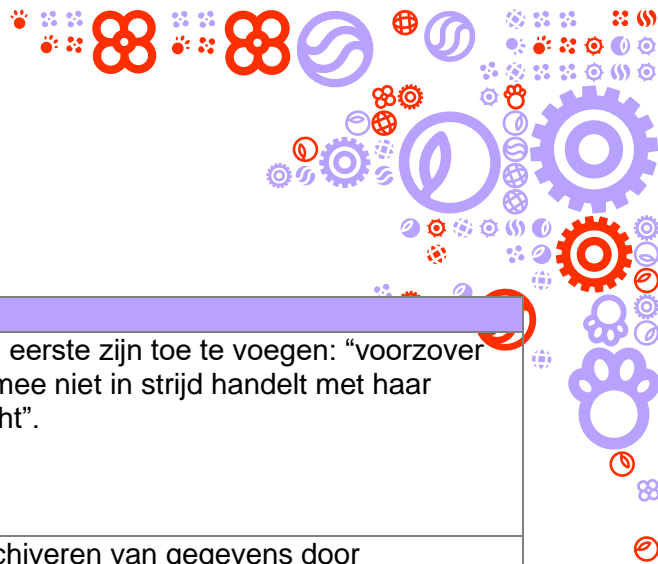 eerste zijn toe te voegen: “voorzover
mee niet in strijd handelt met haar
ht”.
chiveren van gegevens door